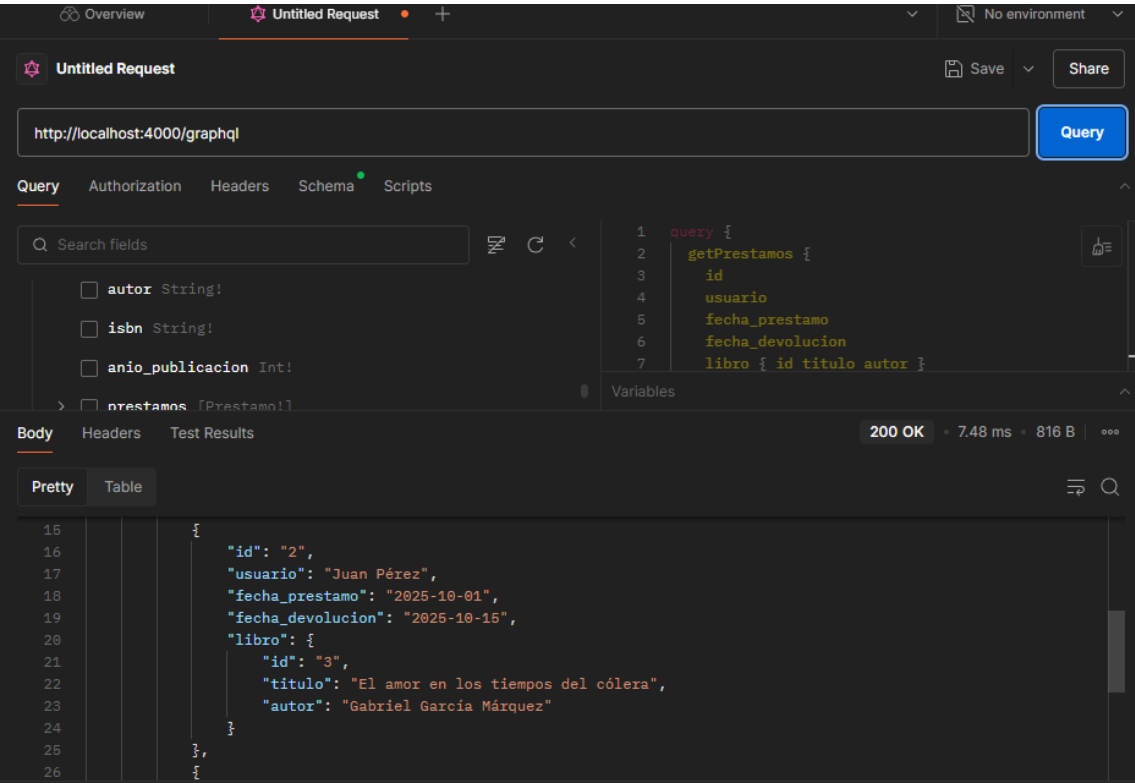 Overview
Untitled Request
No environment
Untitled Request
Save
Share
http://localhost:4000/graphql
Query
Query Authorization Headers Schema Scripts
Search fields
autor String!
isbn String!
anio_publicacion Int!
prestamos [Prestamo!]
1 query {
2 getPrestamos {
3 id
4 usuario
5 fecha_prestamo
6 fecha_devolucion
7 libro { id titulo autor }
Variables
Body Headers Test Results
200 OK • 7.48 ms • 816 B
Pretty Table
15 {
16 "id": "2",
17 "usuario": "Juan Pérez",
18 "fecha_prestamo": "2025-10-01",
19 "fecha_devolucion": "2025-10-15",
20 "libro": {
21 "id": "3",
22 "titulo": "El amor en los tiempos del cólera",
23 "autor": "Gabriel García Márquez"
24 }
25 },
26 {